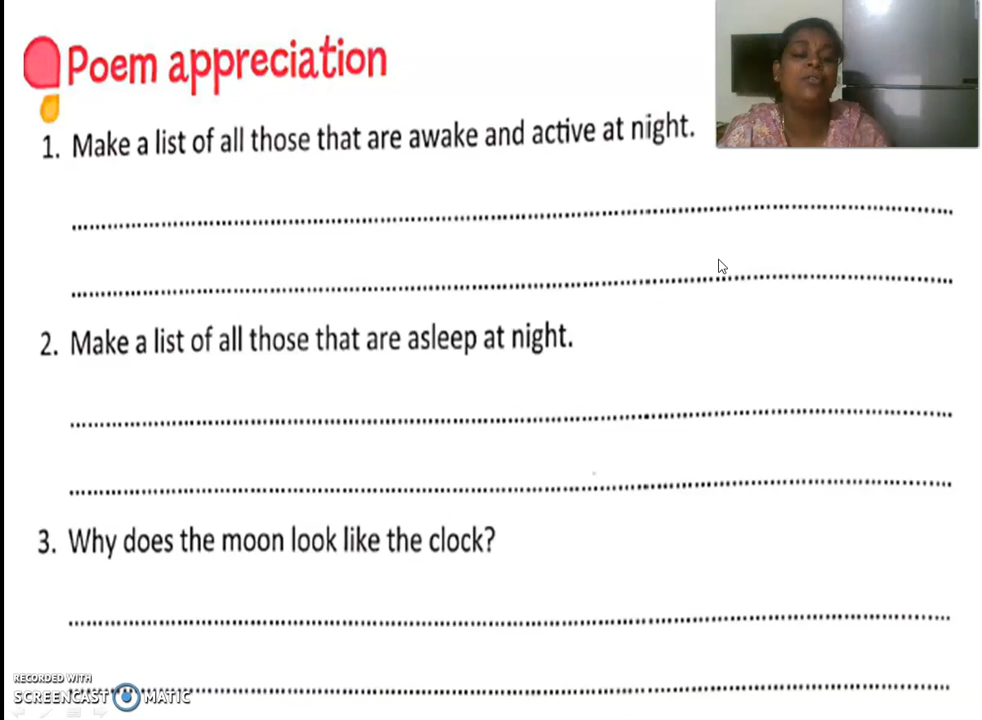 Poem appreciation
1. Make a list of all those that are awake and active at night.
2. Make a list of all those that are asleep at night.
3. Why does the moon look like the clock?
RECORDED WITH
SCREENCAST MATIC